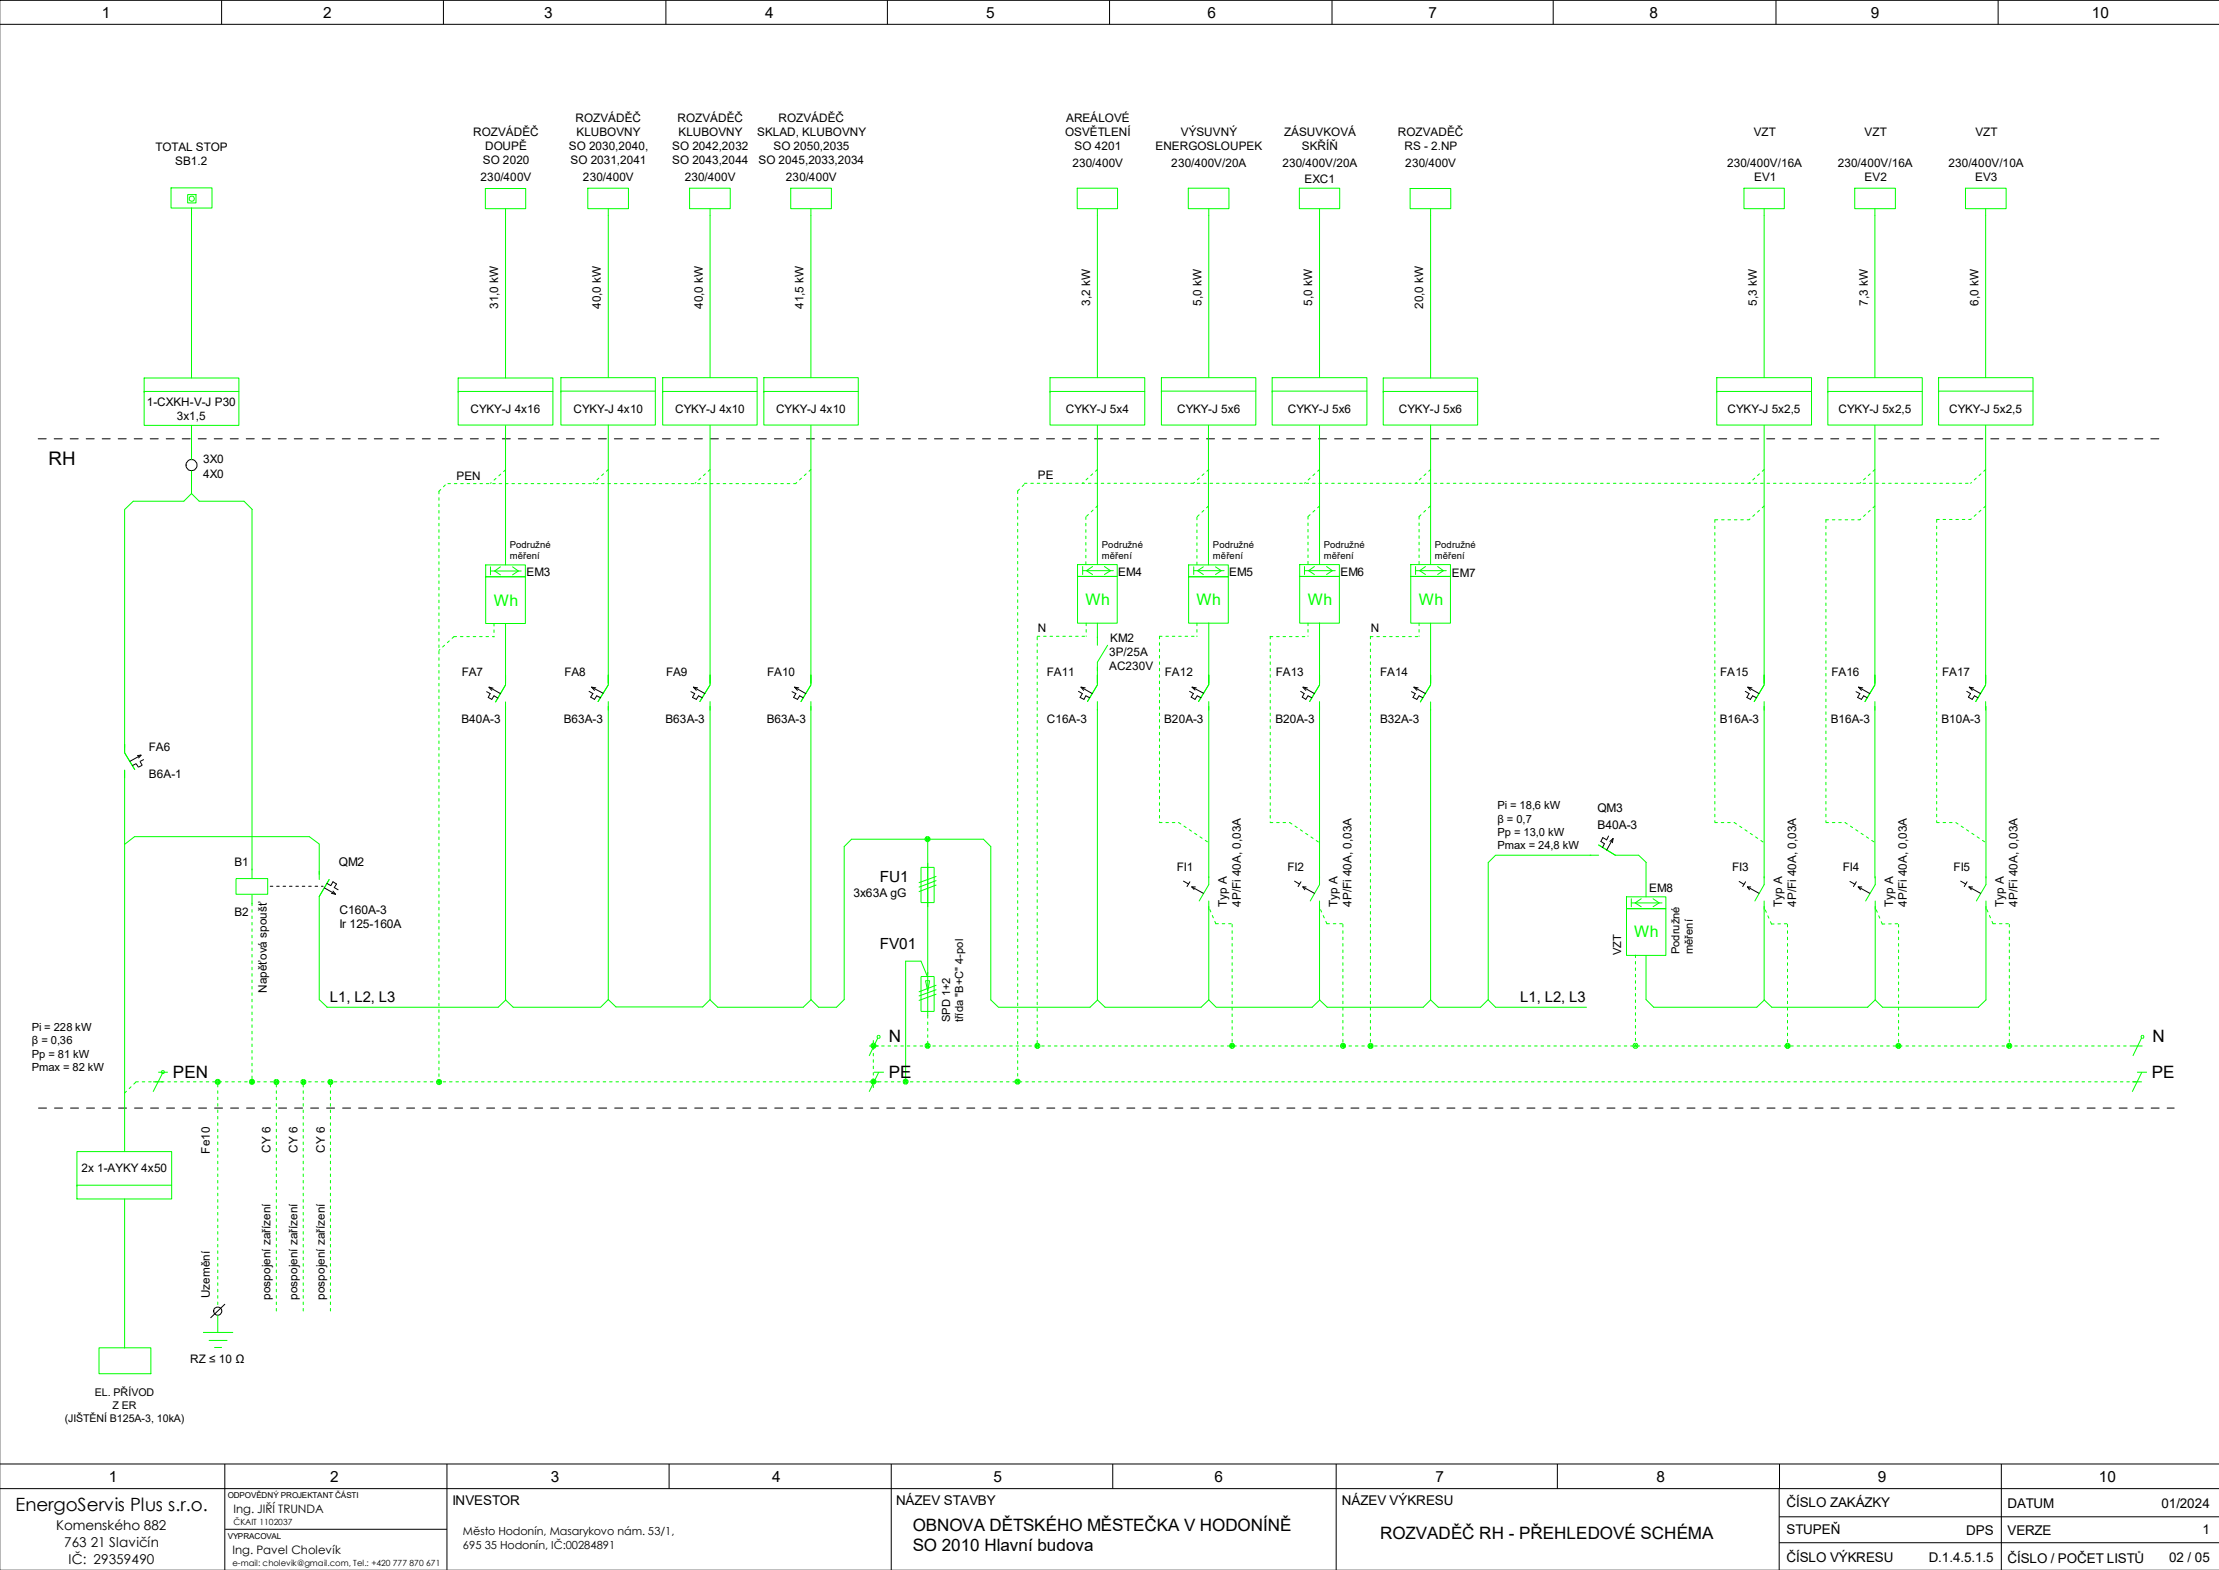 1 2 3 4 5 6 7 8 9 10
TOTAL STOP
SB1.2
ROZVÁDĚČ
DOUPĚ
SO 2020
230/400V
ROZVÁDĚČ
KLUBOVNY
SO 2030,2040,
SO 2031,2041
230/400V
ROZVÁDĚČ
KLUBOVNY
SO 2042,2032
SO 2043,2044
230/400V
ROZVÁDĚČ
SKLAD, KLUBOVNY
SO 2050,2035
SO 2045,2033,2034
230/400V
AREÁLOVÉ
OSVĚTLENÍ
SO 4201
230/400V
VÝSUVNÝ
ENERGOSLOUPEK
230/400V/20A
ZÁSUVKOVÁ
SKŘÍŇ
230/400V/20A
EXC1
ROZVADĚČ
RS - 2.NP
230/400V
VZT
230/400V/16A
EV1
VZT
230/400V/16A
EV2
VZT
230/400V/10A
EV3
31,0 kW
40,0 kW
40,0 kW
41,5 kW
3,2 kW
5,0 kW
5,0 kW
20,0 kW
5,3 kW
7,3 kW
6,0 kW
1-CXKH-V-J P30
3x1,5
CYKY-J 4x16
CYKY-J 4x10
CYKY-J 4x10
CYKY-J 4x10
CYKY-J 5x4
CYKY-J 5x6
CYKY-J 5x6
CYKY-J 5x6
CYKY-J 5x2,5
CYKY-J 5x2,5
CYKY-J 5x2,5
RH
3X0
4X0
PEN
PE
Podružné
měření
EM3
Wh
Podružné
měření
EM4
Wh
Podružné
měření
EM5
Wh
Podružné
měření
EM6
Wh
Podružné
měření
EM7
Wh
N
KM2
3P/25A
AC230V
N
FA7
B40A-3
FA8
B63A-3
FA9
B63A-3
FA10
B63A-3
FA11
C16A-3
FA12
B20A-3
FA13
B20A-3
FA14
B32A-3
FA15
B16A-3
FA16
B16A-3
FA17
B10A-3
FA6
B6A-1
B1
B2
Napěťová spoušť
QM2
C160A-3
Ir 125-160A
FU1
3x63A gG
FV01
SPD 1+2
třída "B+C" 4-pol
FI1
Typ A
4P/Fi 40A, 0,03A
FI2
Typ A
4P/Fi 40A, 0,03A
Pi = 18,6 kW
β = 0,7
Pp = 13,0 kW
Pmax = 24,8 kW
QM3
B40A-3
EM8
Wh
VZT
Podružné
měření
FI3
Typ A
4P/Fi 40A, 0,03A
FI4
Typ A
4P/Fi 40A, 0,03A
FI5
Typ A
4P/Fi 40A, 0,03A
L1, L2, L3
L1, L2, L3
Pi = 228 kW
β = 0,36
Pp = 81 kW
Pmax = 82 kW
N
N
PEN
PE
PE
2x 1-AYKY 4x50
Fe10
Uzemění
CY 6
pospojení zařízení
CY 6
pospojení zařízení
CY 6
pospojení zařízení
RZ ≤ 10 Ω
EL. PŘÍVOD
Z ER
(JIŠTĚNÍ B125A-3, 10kA)
1 2 3 4 5 6 7 8 9 10
EnergoServis Plus s.r.o.
Komenského 882
763 21 Slavičín
IČ: 29359490
ODPOVĚDNÝ PROJEKTANT ČÁSTI
Ing. JIŘÍ TRUNDA
ČKAIT 1102037
VYPRACOVAL
Ing. Pavel Cholevík
e-mail: cholevik@gmail.com, Tel.: +420 777 870 671
INVESTOR
Město Hodonín, Masarykovo nám. 53/1,
695 35 Hodonín, IČ:00284891
NÁZEV STAVBY
OBNOVA DĚTSKÉHO MĚSTEČKA V HODONÍNĚ
SO 2010 Hlavní budova
NÁZEV VÝKRESU
ROZVADĚČ RH - PŘEHLEDOVÉ SCHÉMA
ČÍSLO ZAKÁZKY
DATUM 01/2024
STUPEŇ DPS
VERZE 1
ČÍSLO VÝKRESU D.1.4.5.1.5
ČÍSLO / POČET LISTŮ 02 / 05